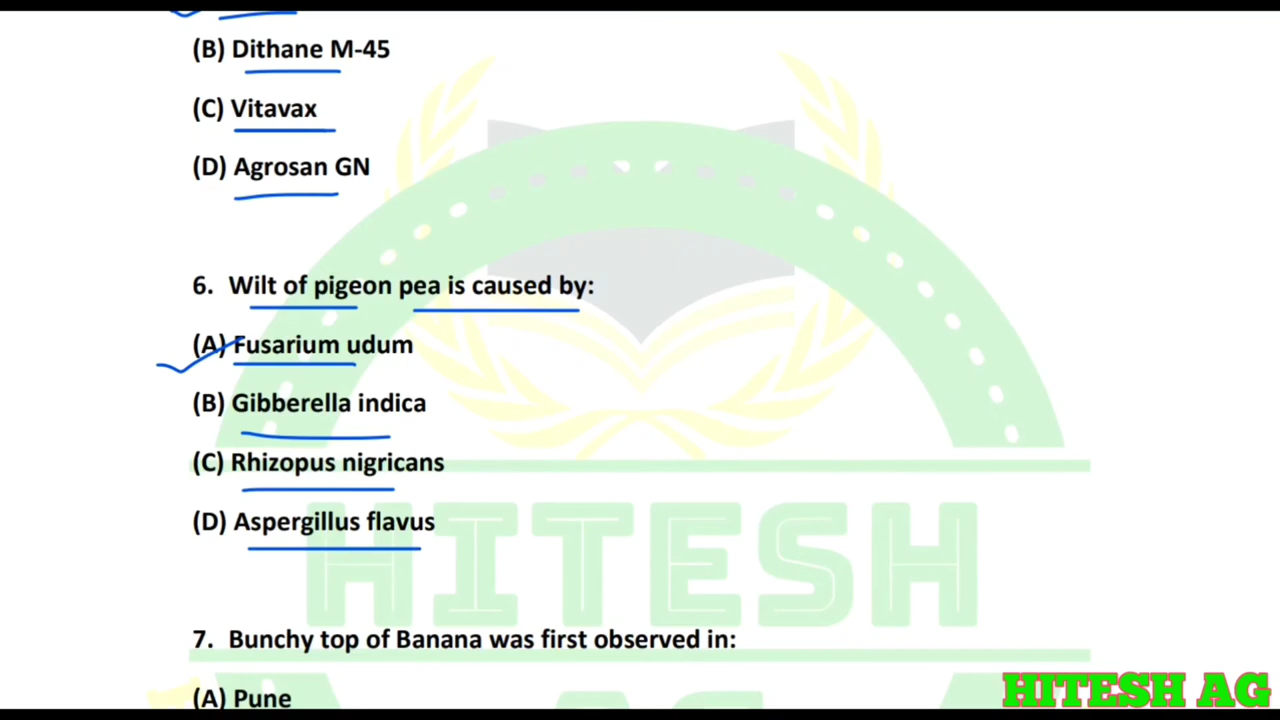 (B) Dithane M-45
(C) Vitavax
(D) Agrosan GN
6. Wilt of pigeon pea is caused by:
(A) Fusarium udum
(B) Gibberella indica
(C) Rhizopus nigricans
(D) Aspergillus flavus
HITESH
7. Bunchy top of Banana was first observed in:
(A) Pune
HITESH AG